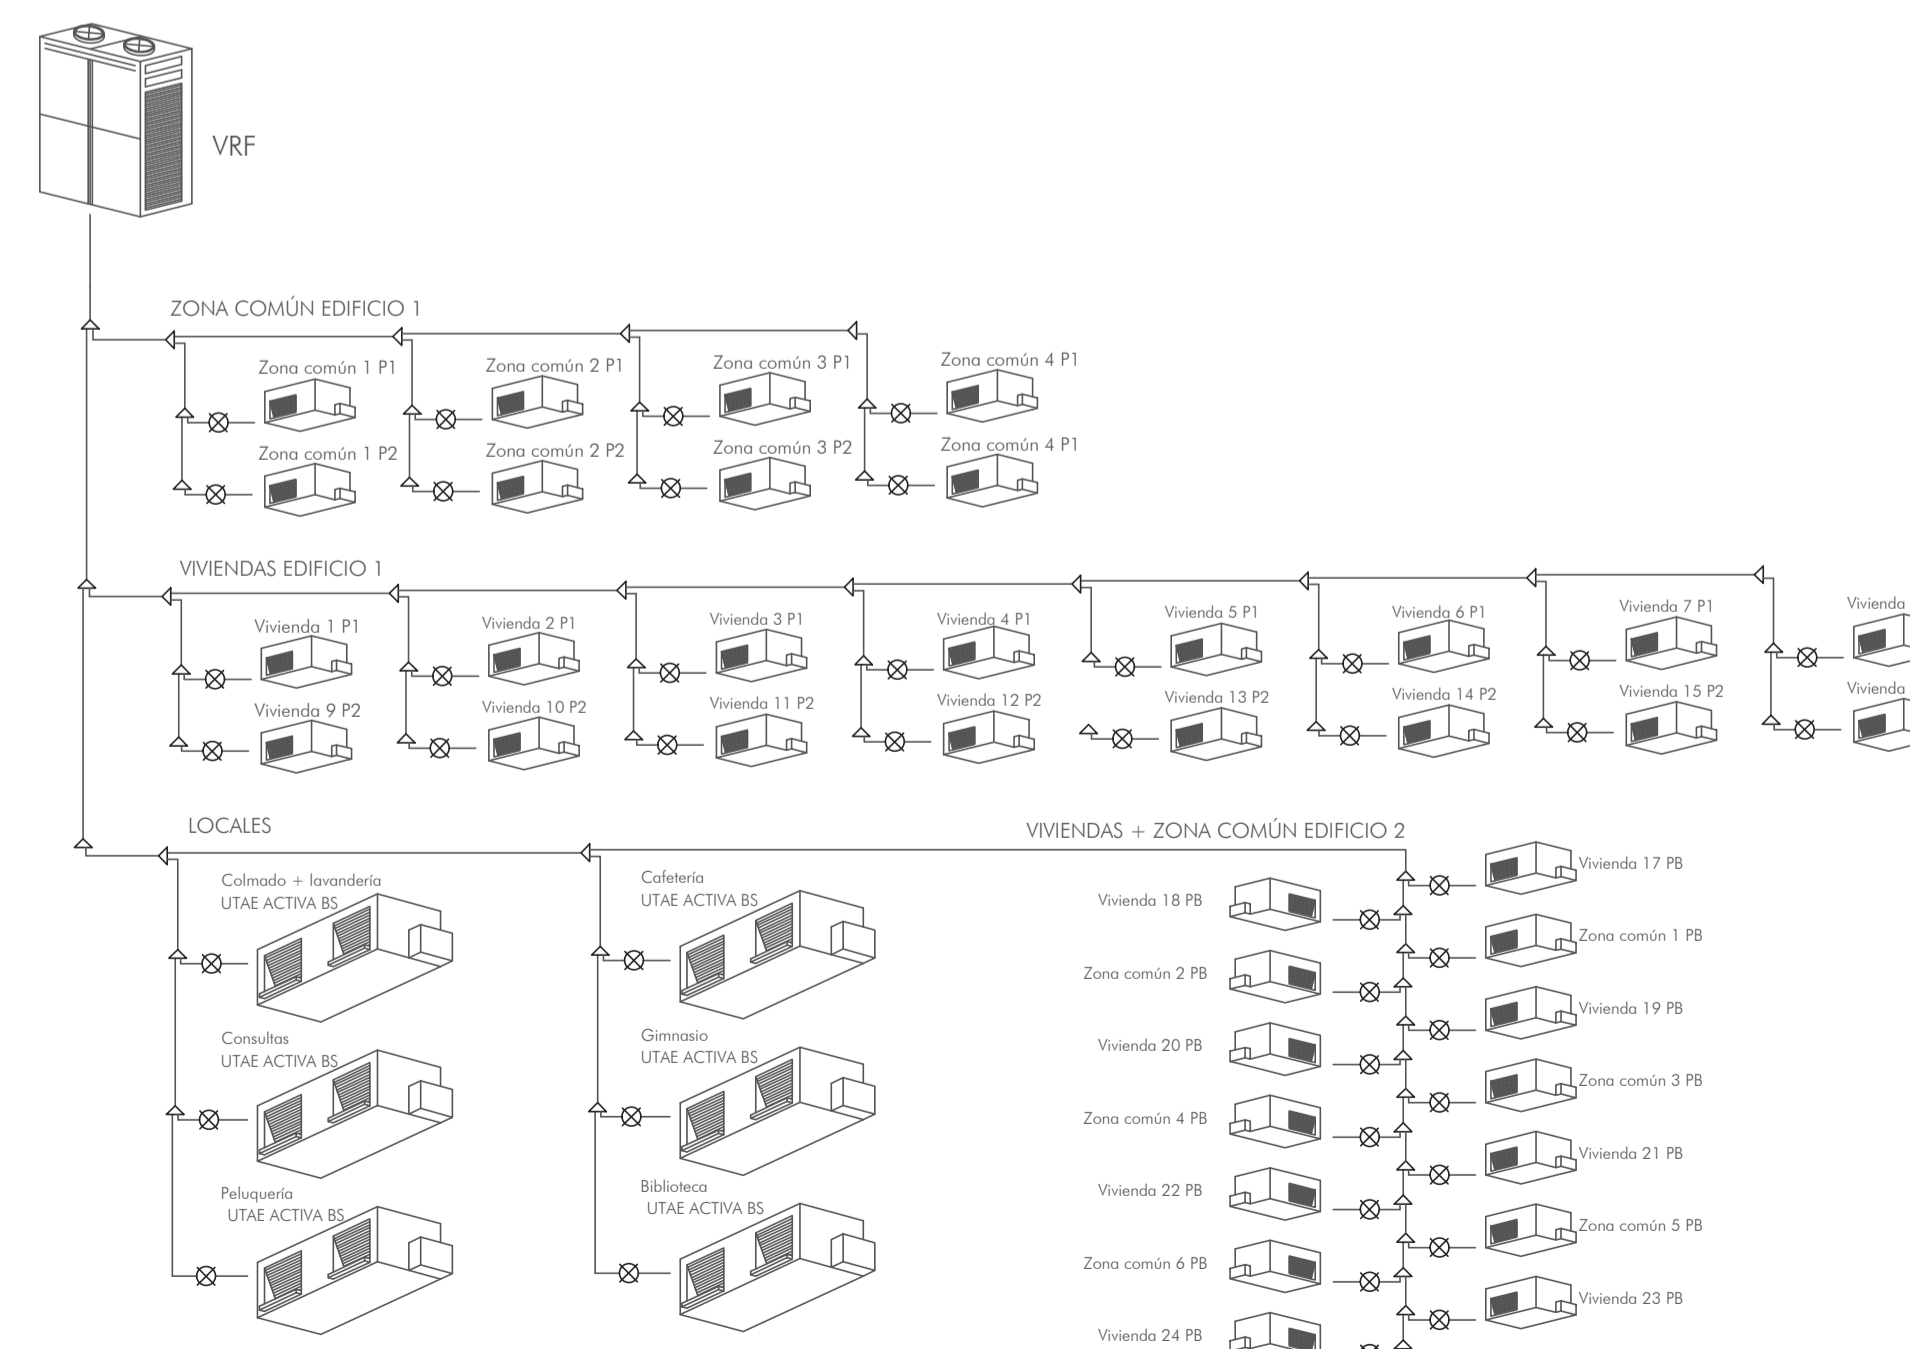 VRF
ZONA COMÚN EDIFICIO 1
Zona común 1 P1
Zona común 2 P1
Zona común 3 P1
Zona común 4 P1
Zona común 1 P2
Zona común 2 P2
Zona común 3 P2
Zona común 4 P1
VIVIENDAS EDIFICIO 1
Vivienda 1 P1
Vivienda 2 P1
Vivienda 3 P1
Vivienda 4 P1
Vivienda 5 P1
Vivienda 6 P1
Vivienda 7 P1
Vivienda
Vivienda 9 P2
Vivienda 10 P2
Vivienda 11 P2
Vivienda 12 P2
Vivienda 13 P2
Vivienda 14 P2
Vivienda 15 P2
Vivienda
LOCALES
Colmado + lavandería
UTAE ACTIVA BS
Cafetería
UTAE ACTIVA BS
Consultas
UTAE ACTIVA BS
Gimnasio
UTAE ACTIVA BS
Peluquería
UTAE ACTIVA BS
Biblioteca
UTAE ACTIVA BS
VIVIENDAS + ZONA COMÚN EDIFICIO 2
Vivienda 17 PB
Vivienda 18 PB
Zona común 1 PB
Zona común 2 PB
Vivienda 19 PB
Vivienda 20 PB
Zona común 3 PB
Zona común 4 PB
Vivienda 21 PB
Vivienda 22 PB
Zona común 5 PB
Zona común 6 PB
Vivienda 23 PB
Vivienda 24 PB